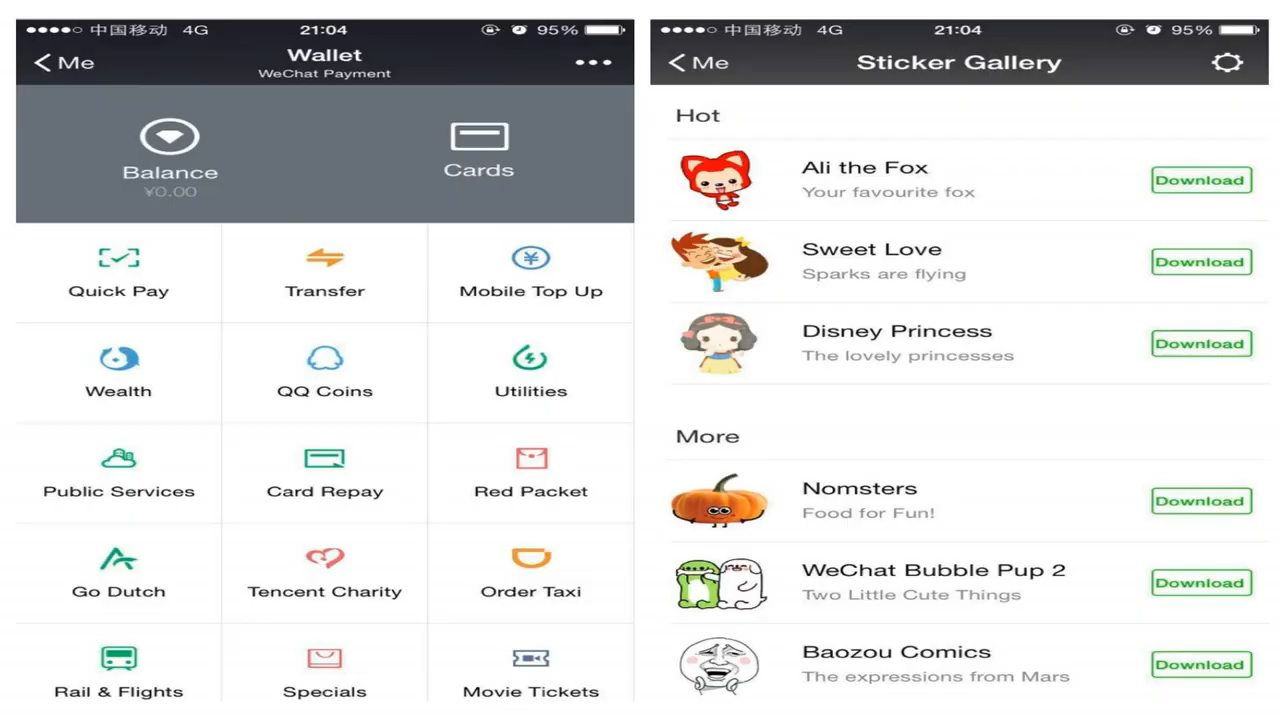 中国移动 4G 21:04 95%
Me Wallet
WeChat Payment
Balance Cards
¥0.00
Quick Pay Transfer Mobile Top Up
Wealth QQ Coins Utilities
Public Services Card Repay Red Packet
Go Dutch Tencent Charity Order Taxi
Rail & Flights Specials Movie Tickets
中国移动 4G 21:04 95%
Me Sticker Gallery
Hot
Ali the Fox
Your favourite fox
Download
Sweet Love
Sparks are flying
Download
Disney Princess
The lovely princesses
Download
More
Nomsters
Food for Fun!
Download
WeChat Bubble Pup 2
Two Little Cute Things
Download
Baozou Comics
The expressions from Mars
Download